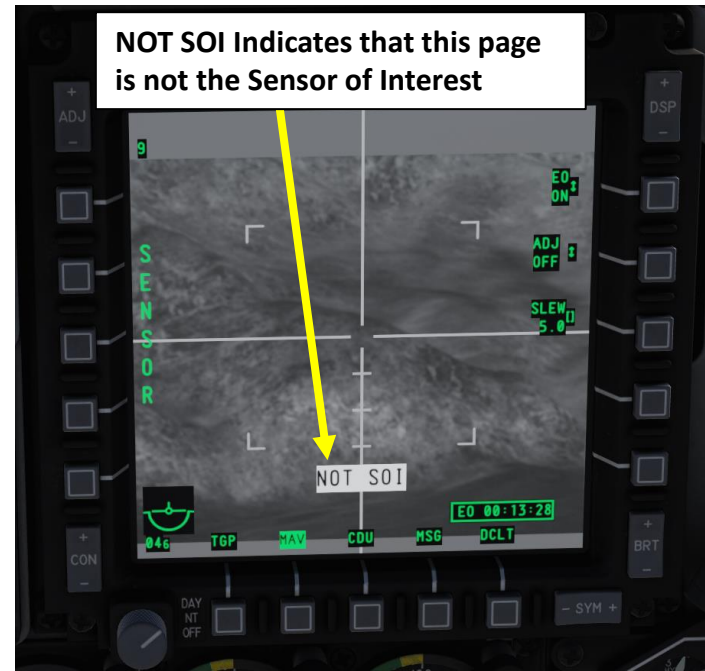 NOT SOI Indicates that this page
is not the Sensor of Interest
+
ADJ
-
+
DSP
-
9
EO
ON
ADJ
OFF
SLEW
5.0
SENSOR
NOT SOI
EO 00:13:28
046
TGP
MAV
CDU
MSG
DCLT
+
CON
-
+
BRT
-
DAY
NT
OFF
- SYM +